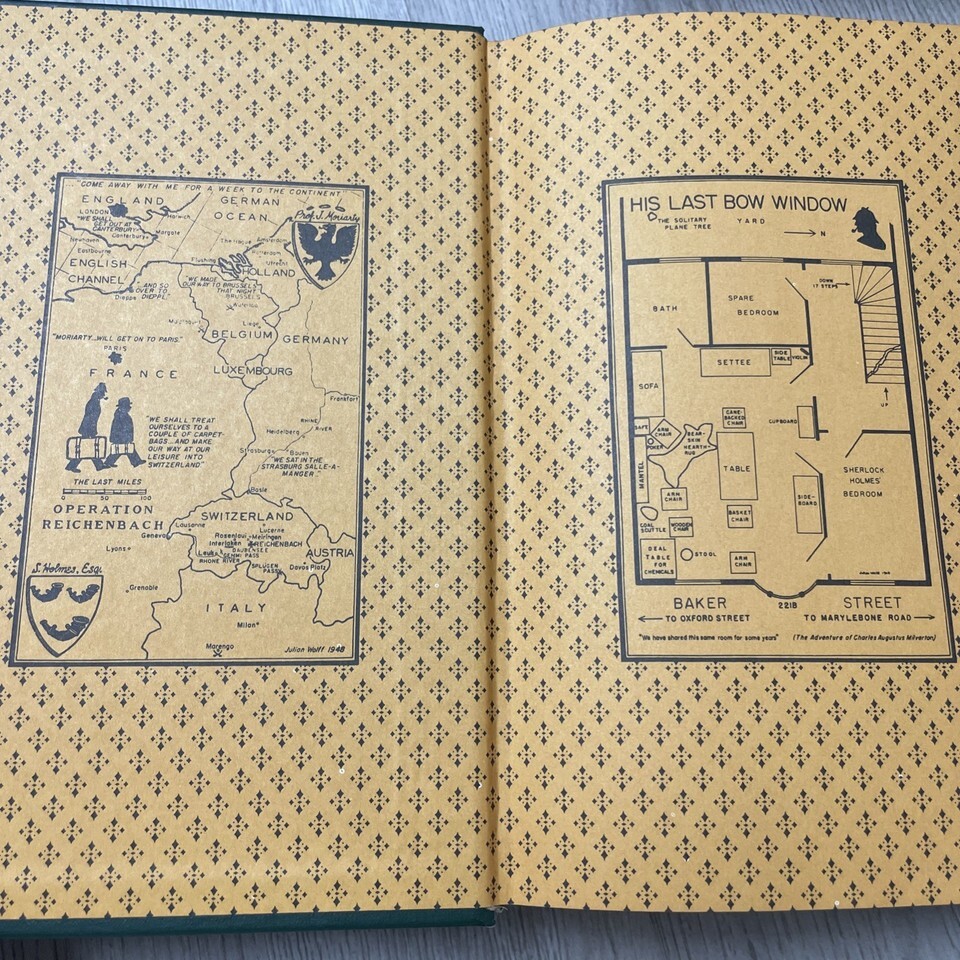 ..."COME AWAY WITH ME FOR A WEEK TO THE CONTINENT"...
ENGLAND
GERMAN
OCEAN
LONDON
"WE SHALL
GET OUT AT
CANTERBURY"
Harwich
Canterbury
Margate
Prof. J. Moriarty
Newhaven
Eastbourne
The Hague
Amsterdam
Rotterdam
Utrecht
Flushing
HOLLAND
ENGLISH
CHANNEL
"...AND SO
OVER TO
DIEPPE."
Dieppe
"WE MADE
OUR WAY TO BRUSSELS
THAT NIGHT"
BRUSSELS
Waterloo
Liege
BELGIUM
GERMANY
"MORIARTY...WILL GET ON TO PARIS."
PARIS
LUXEMBOURG
FRANCE
Frankfort
RHINE
RIVER
Heidelberg
"WE SHALL TREAT
OURSELVES TO A
COUPLE OF CARPET-
BAGS...AND MAKE
OUR WAY AT OUR
LEISURE INTO
SWITZERLAND"
Strasburg
Baden
"WE SAT IN THE
STRASBURG SALLE-A-
MANGER."
THE LAST MILES
0 50 100
OPERATION
REICHENBACH
Basle
SWITZERLAND
Lausanne
Geneva
Lucerne
Rosenlaui
Meiringen
Interlaken
REICHENBACH
DAUBENSEE
Leuk
GEMMI PASS
RHONE RIVER
SPLUGEN
PASS
Davos Platz
AUSTRIA
Lyons
S. Holmes, Esq.
Grenoble
ITALY
Milan
Marengo
Julian Wolff 1948
HIS LAST BOW WINDOW
THE SOLITARY
PLANE TREE
YARD
N
DOWN
17 STEPS
BATH
SPARE
BEDROOM
SETTEE
SIDE
TABLE
VIOLIN
SOFA
UP
CANE-
BACKED
CHAIR
CUPBOARD
SAFE
ARM
CHAIR
POKER
BEAR-
SKIN
HEARTH-
RUG
MANTEL
TABLE
SHERLOCK
HOLMES'
BEDROOM
ARM
CHAIR
SIDE-
BOARD
COAL
SCUTTLE
WOODEN
CHAIR
BASKET
CHAIR
DEAL
TABLE
FOR
CHEMICALS
STOOL
ARM
CHAIR
BAKER
221B
STREET
TO OXFORD STREET
TO MARYLEBONE ROAD
"We have shared this same room for some years"
(The Adventure of Charles Augustus Milverton)